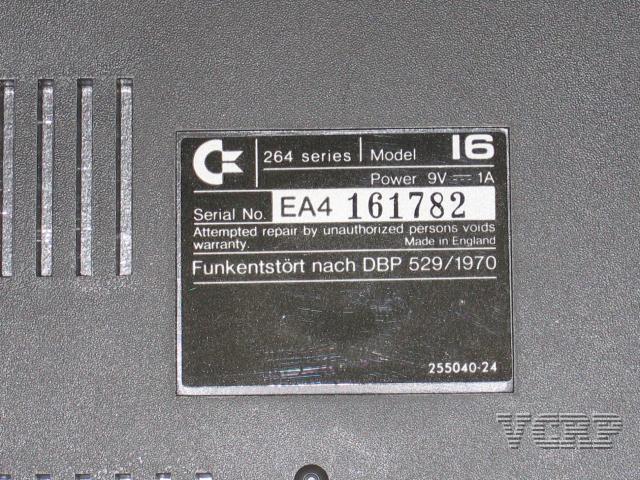 264 series Model 16
Power 9V ⎓ 1A
Serial No. EA4 161782
Attempted repair by unauthorized persons voids
warranty. Made in England
Funkentstört nach DBP 529/1970
255040-24
VCRP